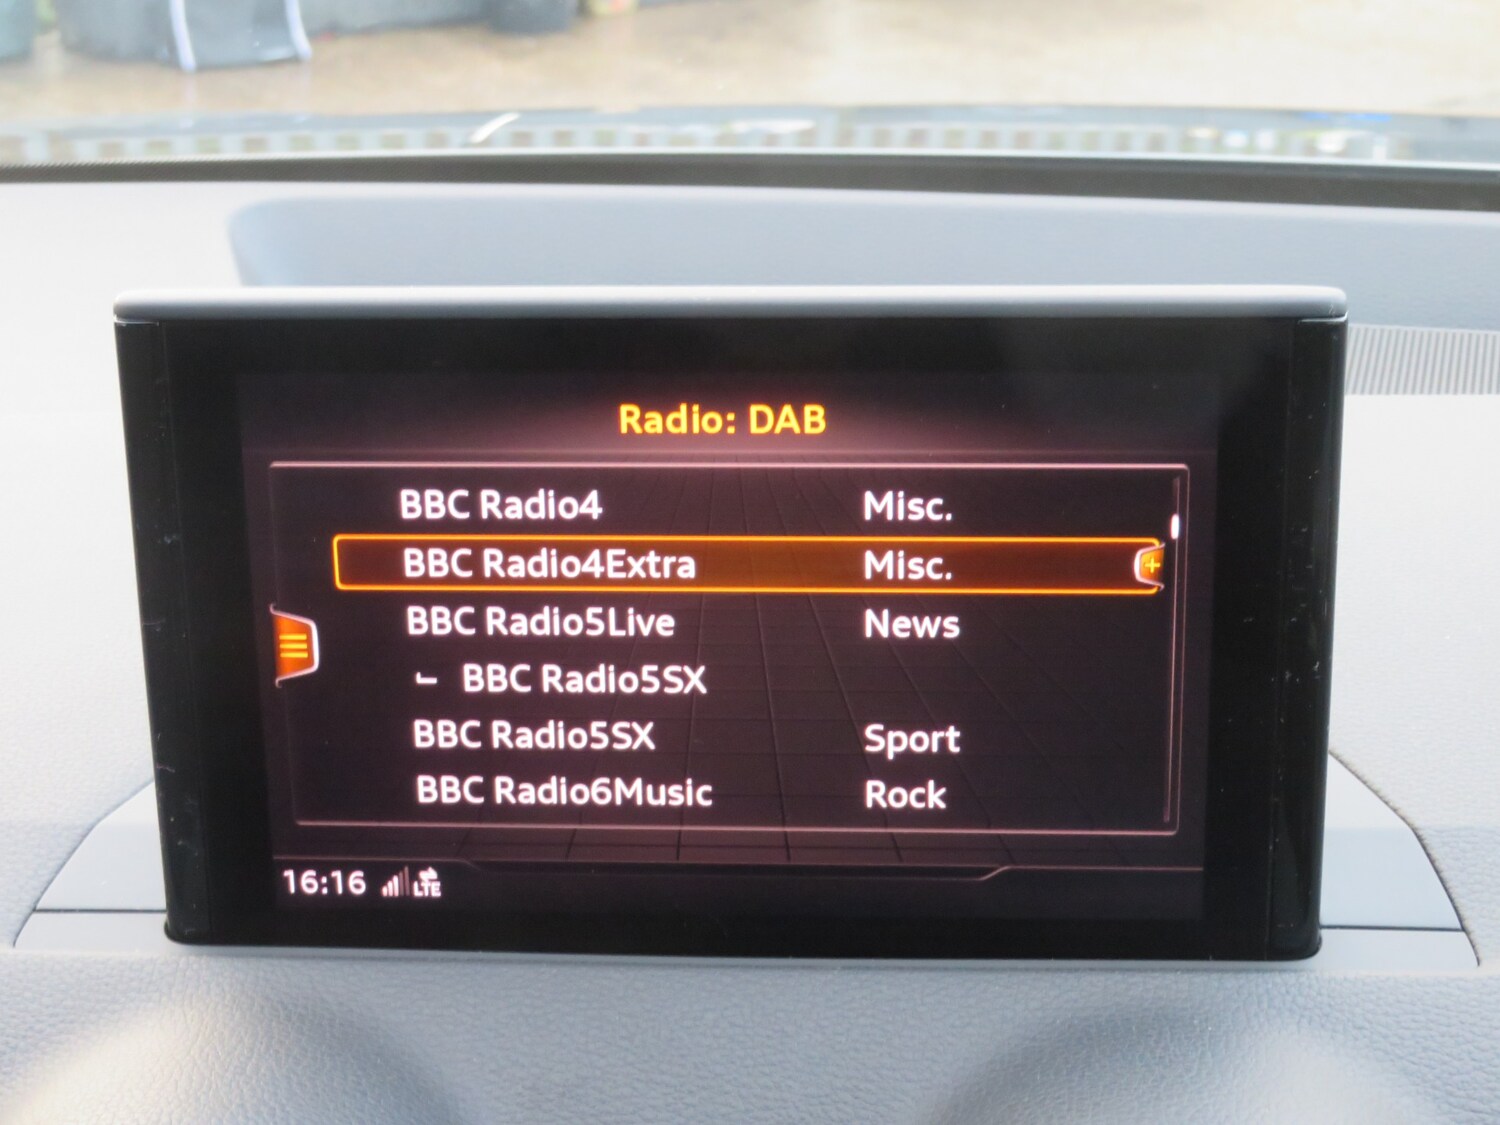 Radio: DAB
BBC Radio4 Misc.
BBC Radio4Extra Misc.
BBC Radio5Live News
BBC Radio5SX
BBC Radio5SX Sport
BBC Radio6Music Rock
16:16 LTE